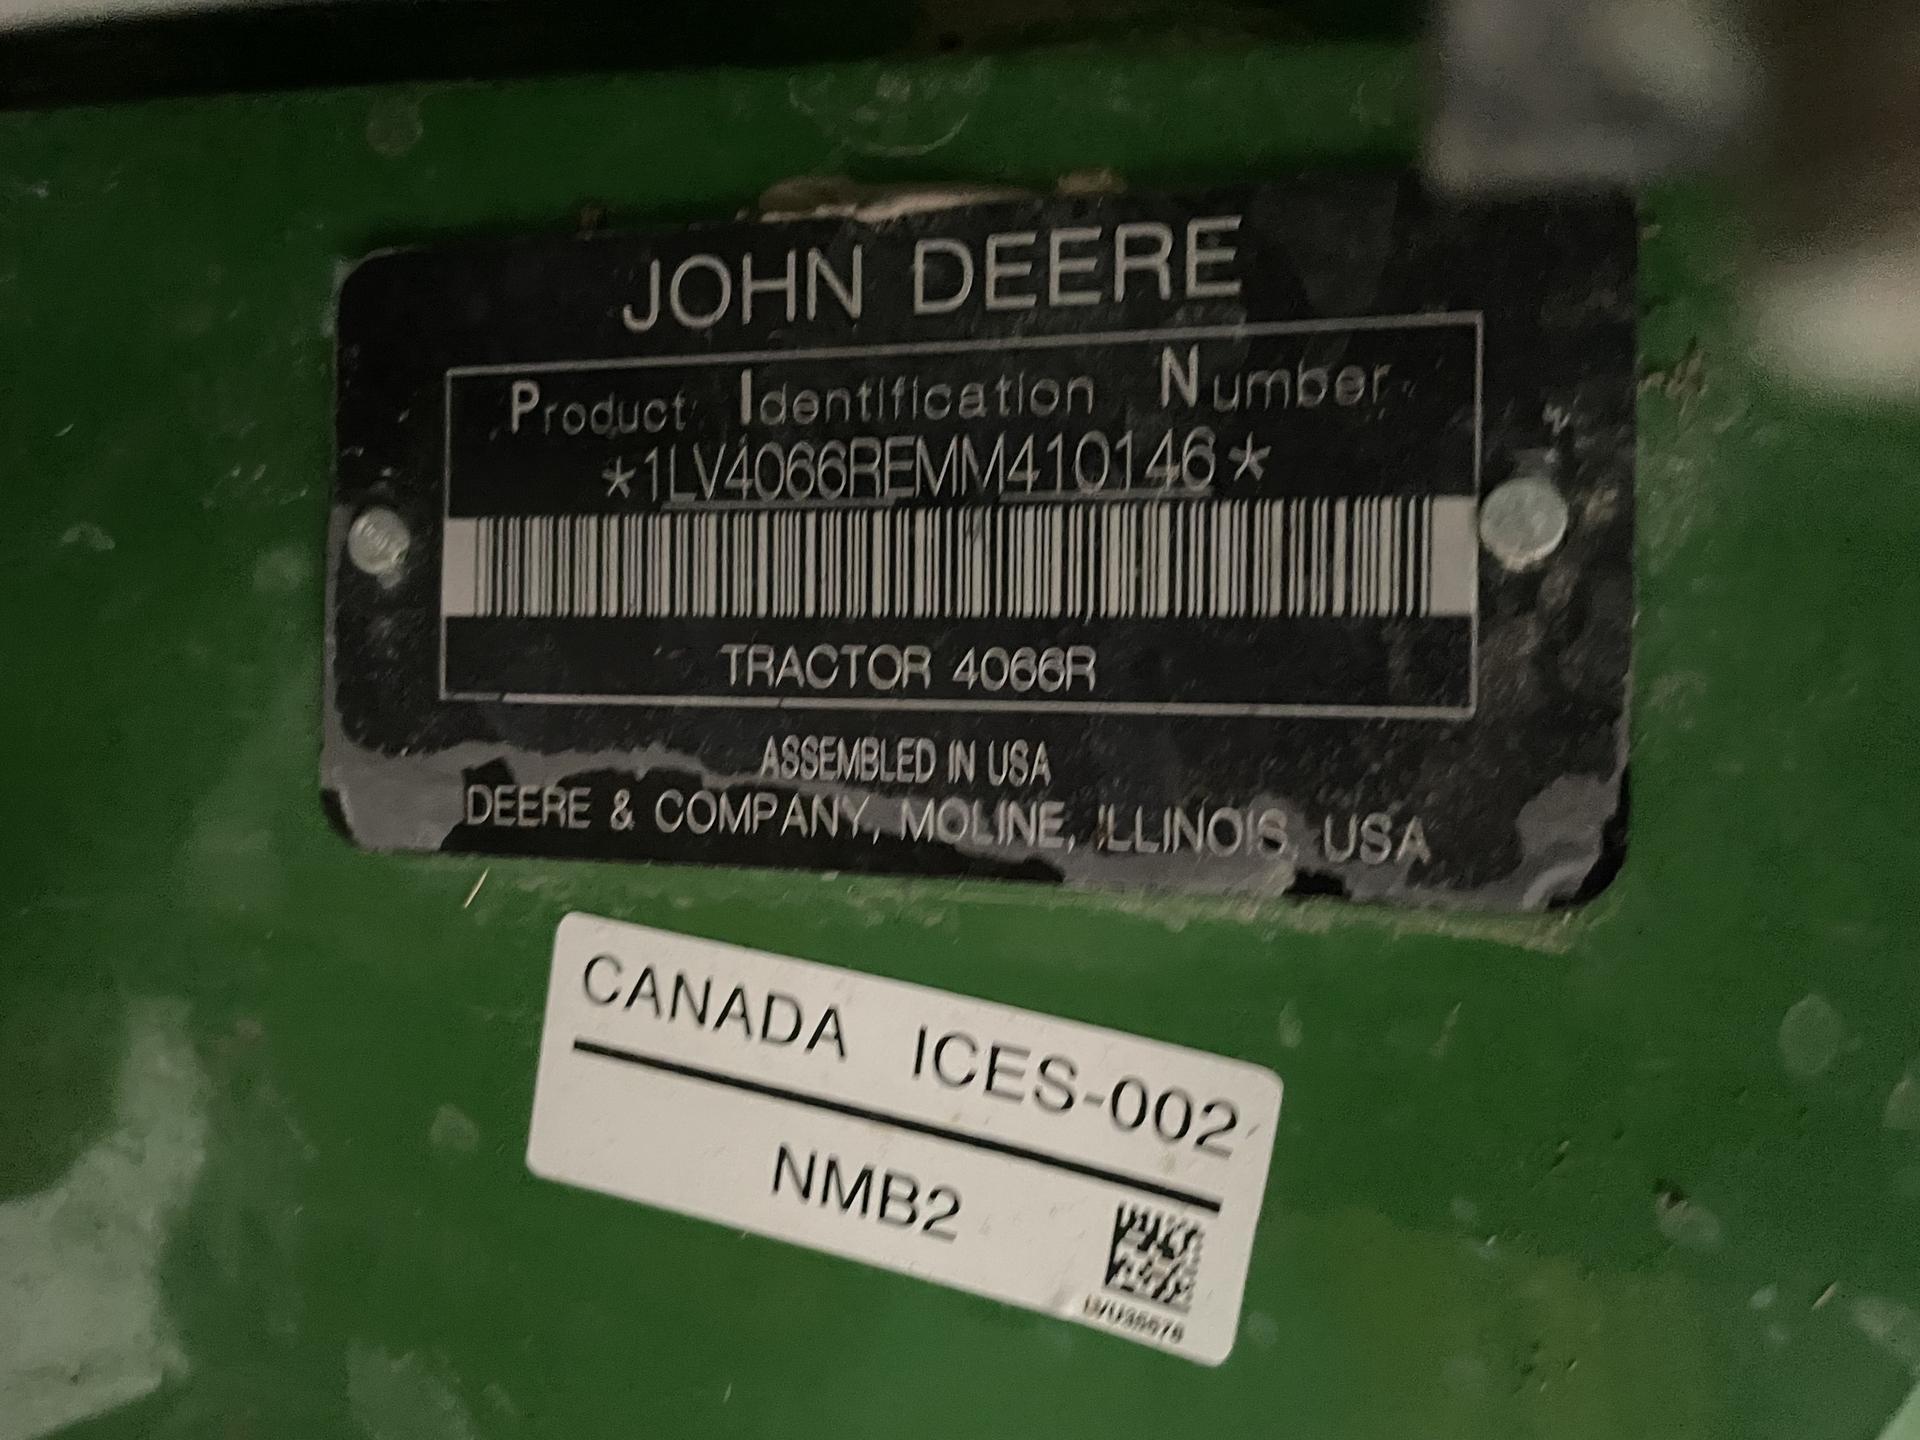 JOHN DEERE
Product Identification Number
*1LV4066REMM410146*
TRACTOR 4066R
ASSEMBLED IN USA
DEERE & COMPANY, MOLINE, ILLINOIS, USA
CANADA ICES-002
NMB2